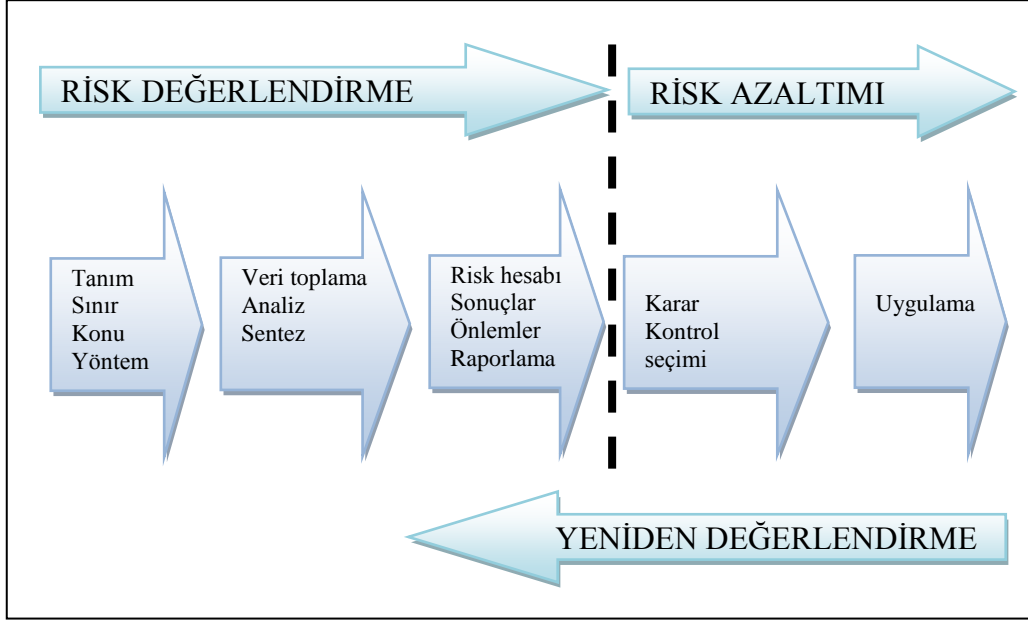 RİSK DEĞERLENDİRME
RİSK AZALTIMI
Tanım
Sınır
Konu
Yöntem
Veri toplama
Analiz
Sentez
Risk hesabı
Sonuçlar
Önlemler
Raporlama
Karar
Kontrol
seçimi
Uygulama
YENİDEN DEĞERLENDİRME